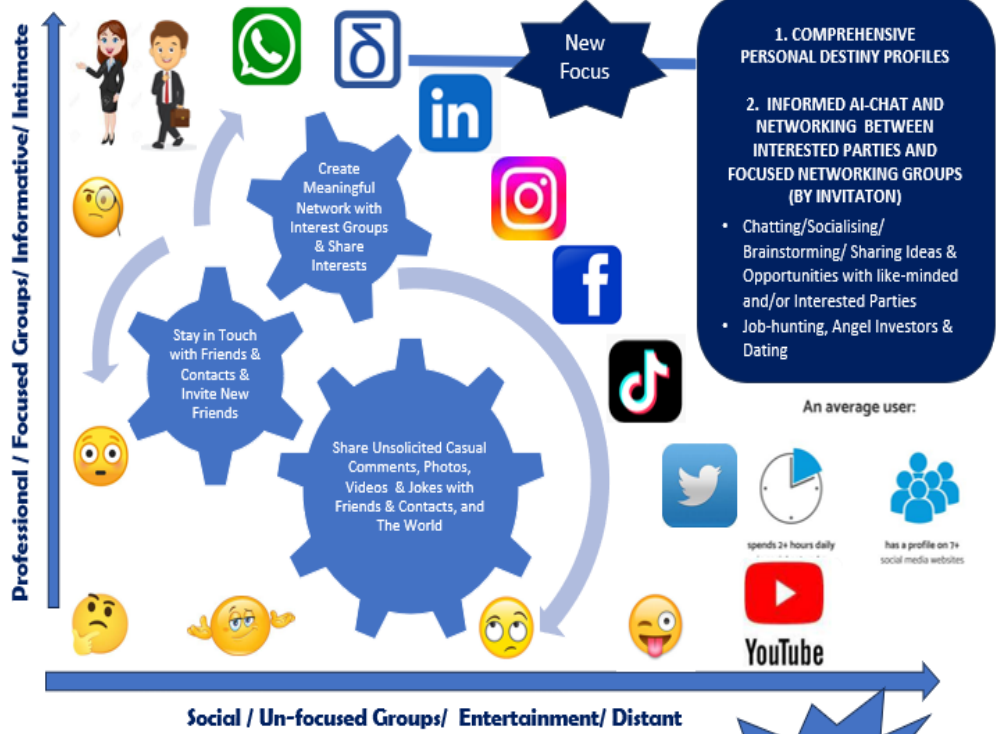 Professional / Focused Groups/ Informative/ Intimate
δ
New
Focus
1. COMPREHENSIVE
PERSONAL DESTINY PROFILES
2. INFORMED AI-CHAT AND
NETWORKING BETWEEN
INTERESTED PARTIES AND
FOCUSED NETWORKING GROUPS
(BY INVITATON)
• Chatting/Socialising/
Brainstorming/ Sharing Ideas &
Opportunities with like-minded
and/or Interested Parties
• Job-hunting, Angel Investors &
Dating
in
f
Create
Meaningful
Network with
Interest Groups
& Share
Interests
Stay in Touch
with Friends &
Contacts &
Invite New
Friends
Share Unsolicited Casual
Comments, Photos,
Videos & Jokes with
Friends & Contacts, and
The World
An average user:
spends 2+ hours daily
has a profile on 7+
social media websites
YouTube
Social / Un-focused Groups/ Entertainment/ Distant